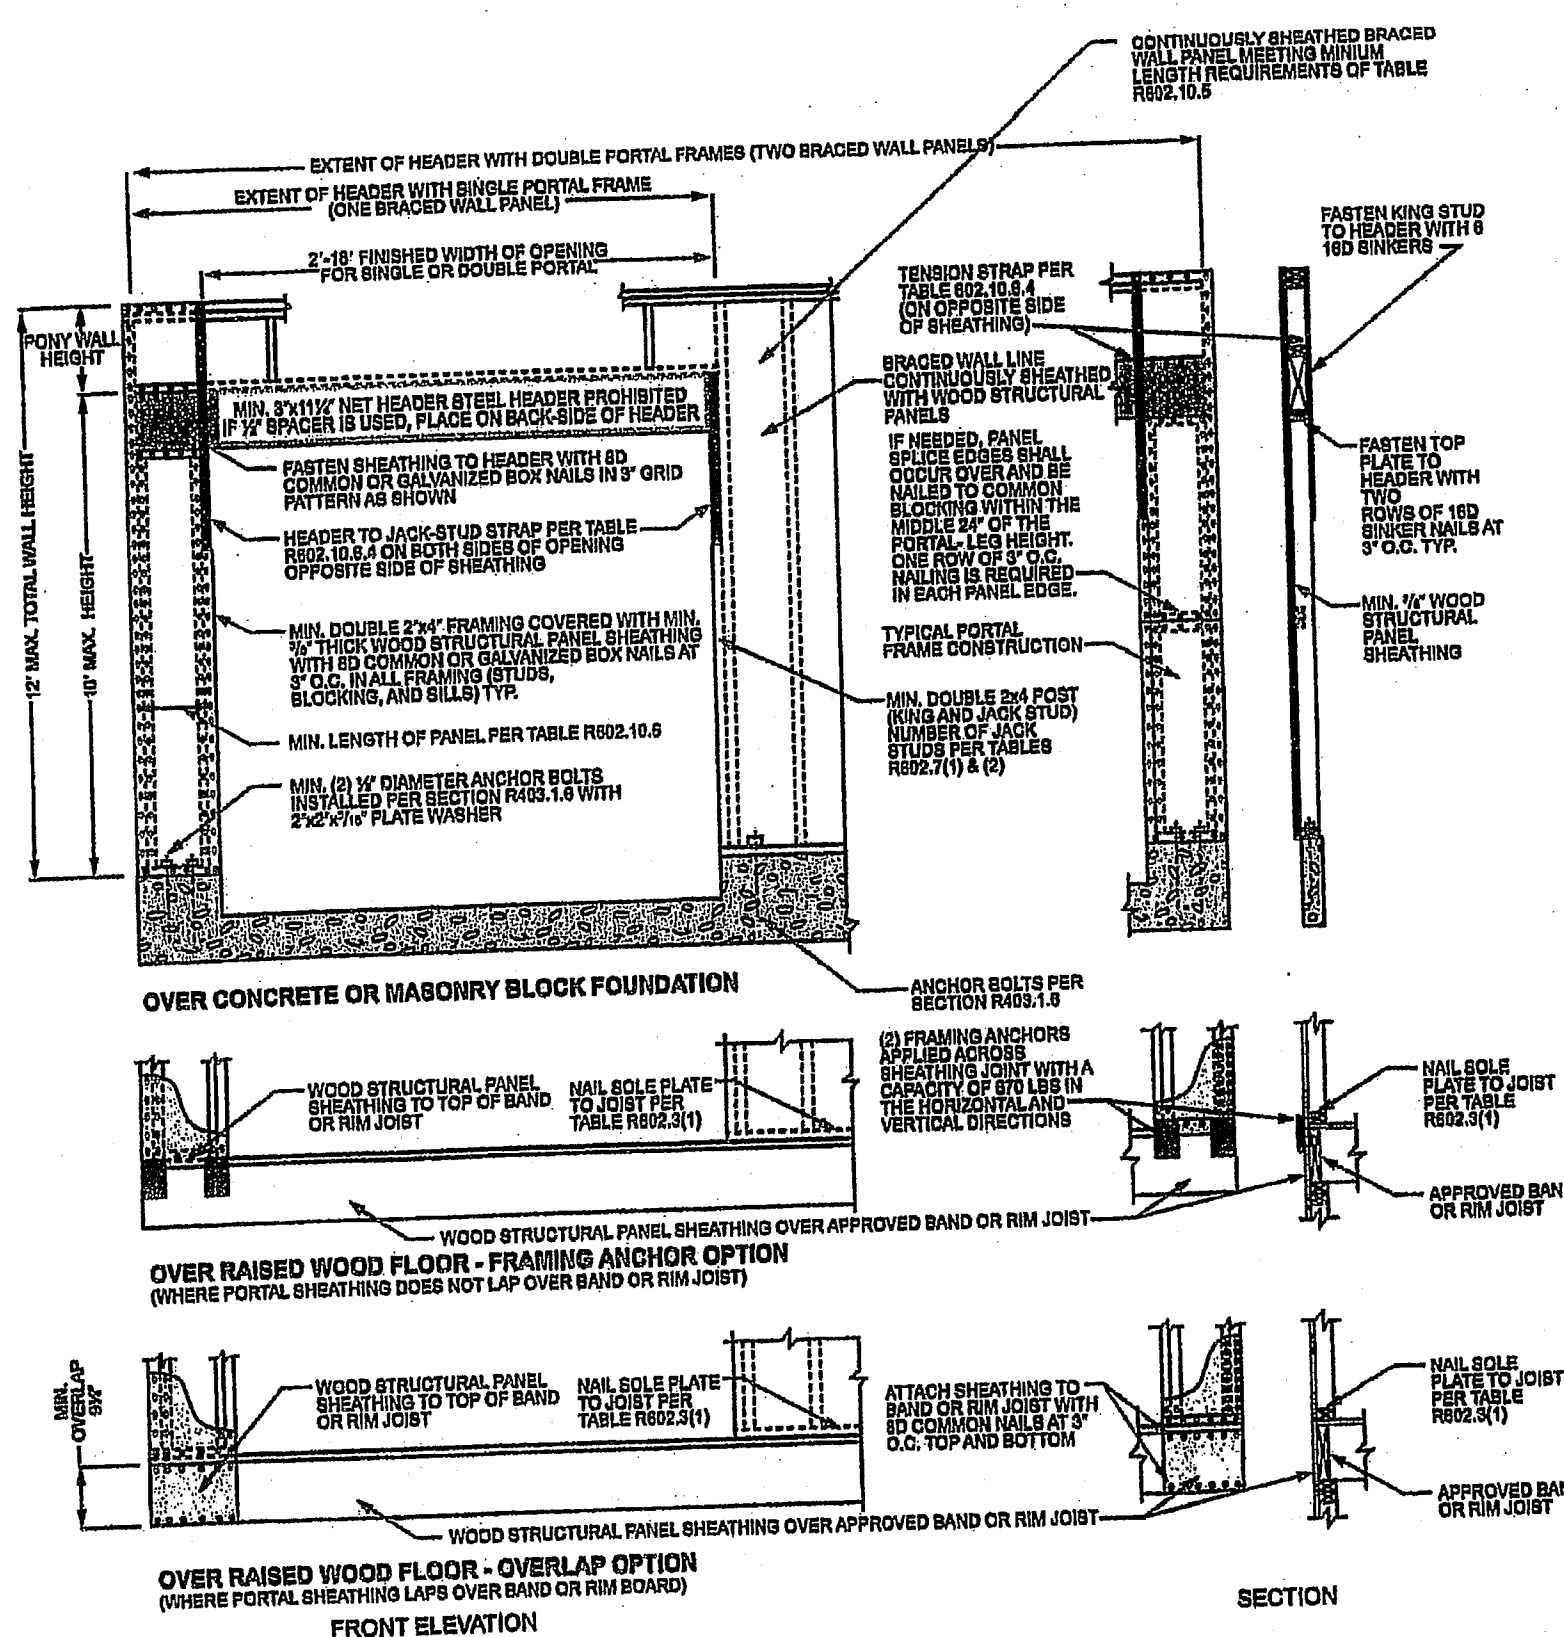 CONTINUOUSLY SHEATHED BRACED
WALL PANEL MEETING MINIUM
LENGTH REQUIREMENTS OF TABLE
R602.10.5
EXTENT OF HEADER WITH DOUBLE PORTAL FRAMES (TWO BRACED WALL PANELS)
EXTENT OF HEADER WITH SINGLE PORTAL FRAME
(ONE BRACED WALL PANEL)
2'-18' FINISHED WIDTH OF OPENING
FOR SINGLE OR DOUBLE PORTAL
FASTEN KING STUD
TO HEADER WITH 6
16D SINKERS
TENSION STRAP PER
TABLE 602.10.6.4
(ON OPPOSITE SIDE
OF SHEATHING)
PONY WALL
HEIGHT
BRACED WALL LINE
CONTINUOUSLY SHEATHED
WITH WOOD STRUCTURAL
PANELS
MIN. 3"x11¼" NET HEADER STEEL HEADER PROHIBITED
IF ½" SPACER IS USED, PLACE ON BACK-SIDE OF HEADER
FASTEN SHEATHING TO HEADER WITH 8D
COMMON OR GALVANIZED BOX NAILS IN 3" GRID
PATTERN AS SHOWN
HEADER TO JACK-STUD STRAP PER TABLE
R602.10.6.4 ON BOTH SIDES OF OPENING
OPPOSITE SIDE OF SHEATHING
IF NEEDED, PANEL
SPLICE EDGES SHALL
OCCUR OVER AND BE
NAILED TO COMMON
BLOCKING WITHIN THE
MIDDLE 24" OF THE
PORTAL-LEG HEIGHT.
ONE ROW OF 3" O.C.
NAILING IS REQUIRED
IN EACH PANEL EDGE.
FASTEN TOP
PLATE TO
HEADER WITH
TWO
ROWS OF 16D
SINKER NAILS AT
3" O.C. TYP.
12' MAX. TOTAL WALL HEIGHT
10' MAX. HEIGHT
MIN. DOUBLE 2"x4" FRAMING COVERED WITH MIN.
⅜" THICK WOOD STRUCTURAL PANEL SHEATHING
WITH 8D COMMON OR GALVANIZED BOX NAILS AT
3" O.C. IN ALL FRAMING (STUDS,
BLOCKING, AND SILLS) TYP.
TYPICAL PORTAL
FRAME CONSTRUCTION
MIN. ⅜" WOOD
STRUCTURAL
PANEL
SHEATHING
MIN. DOUBLE 2x4 POST
(KING AND JACK STUD)
NUMBER OF JACK
STUDS PER TABLES
R602.7(1) & (2)
MIN. LENGTH OF PANEL PER TABLE R602.10.5
MIN. (2) ½" DIAMETER ANCHOR BOLTS
INSTALLED PER SECTION R403.1.6 WITH
2"x2"x³⁄₁₆" PLATE WASHER
OVER CONCRETE OR MASONRY BLOCK FOUNDATION
ANCHOR BOLTS PER
SECTION R403.1.6
WOOD STRUCTURAL PANEL
SHEATHING TO TOP OF BAND
OR RIM JOIST
NAIL SOLE PLATE
TO JOIST PER
TABLE R602.3(1)
(2) FRAMING ANCHORS
APPLIED ACROSS
SHEATHING JOINT WITH A
CAPACITY OF 670 LBS IN
THE HORIZONTAL AND
VERTICAL DIRECTIONS
NAIL SOLE
PLATE TO JOIST
PER TABLE
R602.3(1)
APPROVED BAN
OR RIM JOIST
WOOD STRUCTURAL PANEL SHEATHING OVER APPROVED BAND OR RIM JOIST
OVER RAISED WOOD FLOOR - FRAMING ANCHOR OPTION
(WHERE PORTAL SHEATHING DOES NOT LAP OVER BAND OR RIM JOIST)
MIN.
OVERLAP
9¼"
WOOD STRUCTURAL PANEL
SHEATHING TO TOP OF BAND
OR RIM JOIST
NAIL SOLE PLATE
TO JOIST PER
TABLE R602.3(1)
ATTACH SHEATHING TO
BAND OR RIM JOIST WITH
8D COMMON NAILS AT 3"
O.C. TOP AND BOTTOM
NAIL SOLE
PLATE TO JOIST
PER TABLE
R602.3(1)
APPROVED BA
OR RIM JOIST
WOOD STRUCTURAL PANEL SHEATHING OVER APPROVED BAND OR RIM JOIST
OVER RAISED WOOD FLOOR - OVERLAP OPTION
(WHERE PORTAL SHEATHING LAPS OVER BAND OR RIM BOARD)
FRONT ELEVATION
SECTION